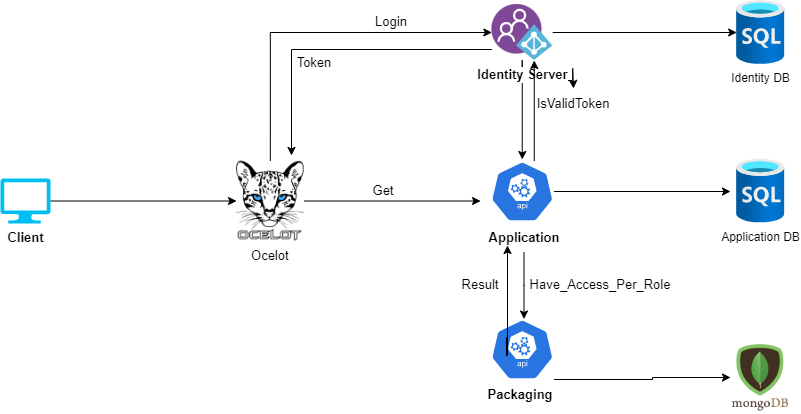 Login
Token
SQL
Identity Server
Identity DB
IsValidToken
Get
api
SQL
OCELOT
Client
Ocelot
Application
Application DB
Result
Have_Access_Per_Role
api
Packaging
mongoDB